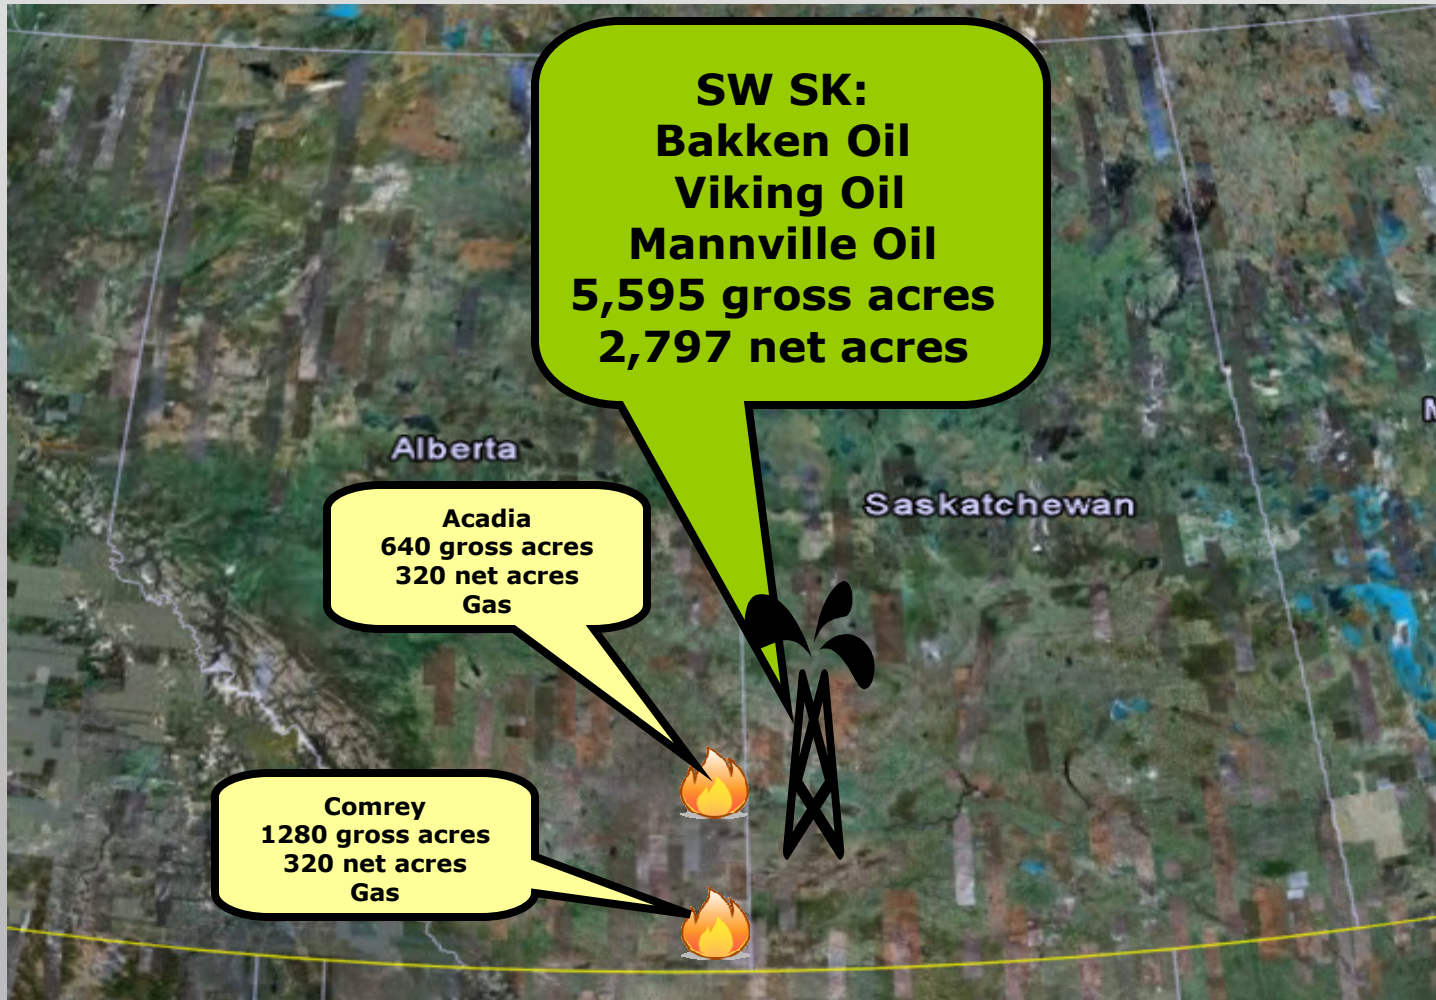 SW SK:
Bakken Oil
Viking Oil
Mannville Oil
5,595 gross acres
2,797 net acres
Alberta
Saskatchewan
Acadia
640 gross acres
320 net acres
Gas
Comrey
1280 gross acres
320 net acres
Gas